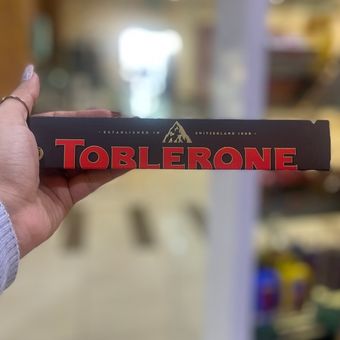 ESTABLISHED IN SWITZERLAND 1908
TOBLERONE